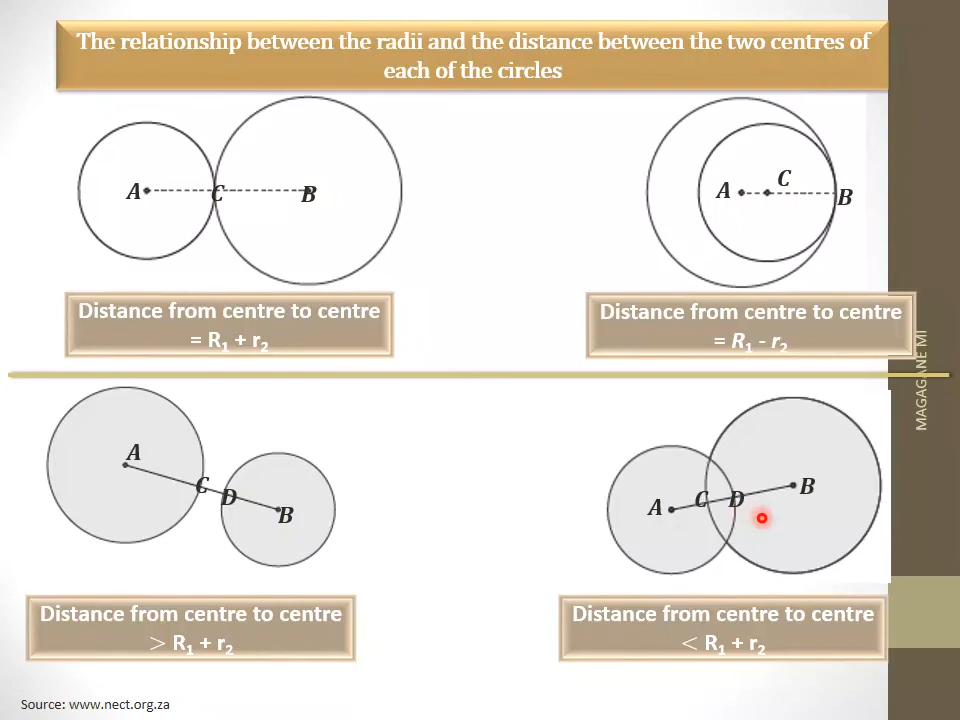 The relationship between the radii and the distance between the two centres of
each of the circles
A C B
A C B
Distance from centre to centre
= R₁ + r₂
Distance from centre to centre
= R₁ - r₂
MAGAGANE MI
A
C
D
B
A C D B
Distance from centre to centre
> R₁ + r₂
Distance from centre to centre
< R₁ + r₂
Source: www.nect.org.za